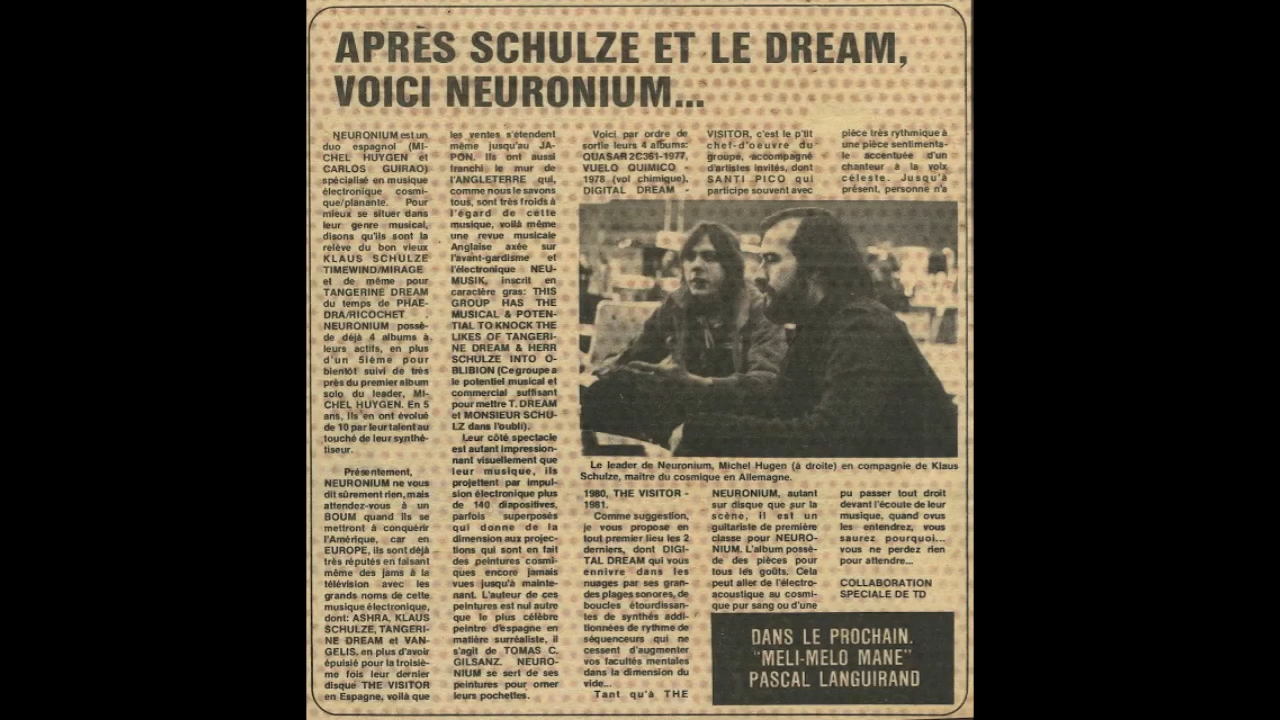 APRÈS SCHULZE ET LE DREAM,
VOICI NEURONIUM...
NEURONIUM est un
duo espagnol (MI-
CHEL HUYGEN et
CARLOS GUIRAO)
spécialisé en musique
électronique cosmi-
que/planante. Pour
mieux se situer dans
leur genre musical,
disons qu'ils sont la
relève du bon vieux
KLAUS SCHULZE
TIMEWIND/MIRAGE
et de même pour
TANGERINE DREAM
du temps de PHAE-
DRA/RICOCHET .
NEURONIUM possè-
de déjà 4 albums à
leurs actifs, en plus
d'un 5ième pour
bientôt suivi de très
près du premier album
solo du leader, MI-
CHEL HUYGEN. En 5
ans, ils en ont évolué
de 10 par leur talent au
touché de leur synthé-
tiseur.
Présentement,
NEURONIUM ne vous
dit sûrement rien, mais
attendez-vous à un
BOUM quand ils se
mettront à conquérir
l'Amérique, car en
EUROPE, ils sont déjà
très réputés en faisant
même des jams à la
télévision avec les
grands noms de cette
musique électronique,
dont: ASHRA, KLAUS
SCHULZE, TANGERI-
NE DREAM et VAN-
GELIS, en plus d'avoir
épuisié pour la troisiè-
me fois leur dernier
disque THE VISITOR
en Espagne, voilà que
les ventes s'étendent
même jusqu'au JA-
PON. Ils ont aussi
franchi le mur de
l'ANGLETERRE qui,
comme nous le savons
tous, sont très froids à
l'égard de cette
musique, voilà même
une revue musicale
Anglaise axée sur
l'avant-gardisme et
l'électronique NEU-
MUSIK, inscrit en
caractère gras: THIS
GROUP HAS THE
MUSICAL & POTEN-
TIAL TO KNOCK THE
LIKES OF TANGERI-
NE DREAM & HERR
SCHULZE INTO O-
BLIBION (Ce groupe a
le potentiel musical et
commercial suffisant
pour mettre T. DREAM
et MONSIEUR SCHU-
LZ dans l'oubli).
Leur côté spectacle
est autant impression-
nant visuellement que
leur musique, ils
projettent par impul-
sion électronique plus
de 140 diapositives,
parfois superposés
qui donne de la
dimension aux projec-
tions qui sont en fait
des peintures cosmi-
ques encore jamais
vues jusqu'à mainte-
nant. L'auteur de ces
peintures est nul autre
que le plus célèbre
peintre d'espagne en
matière surréaliste, il
s'agit de TOMAS C.
GILSANZ. NEURO-
NIUM se sert de ses
peintures pour orner
leurs pochettes.
Voici par ordre de
sortie leurs 4 albums:
QUASAR 2C361-1977,
VUELO QUIMICO -
1978 (vol chimique),
DIGITAL DREAM -
VISITOR, c'est le p'tit
chef-d'oeuvre du
groupe, accompagné
d'artistes invités, dont
SANTI PICO qui
participe souvent avec
pièce très rythmique à
une pièce sentimenta-
le accentuée d'un
chanteur à la voix
céleste. Jusqu'à
présent, personne n'a
Le leader de Neuronium, Michel Hugen (à droite) en compagnie de Klaus
Schulze, maître du cosmique en Allemagne.
1980, THE VISITOR -
1981.
Comme suggestion,
je vous propose en
tout premier lieu les 2
derniers, dont DIGI-
TAL DREAM qui vous
ennivre dans les
nuages par ses gran-
des plages sonores, de
boucles étourdissan-
tes de synthés addi-
tionnées de rythme de
séquenceurs qui ne
cessent d'augmenter
vos facultés mentales
dans la dimension du
vide...
Tant qu'à THE
NEURONIUM, autant
sur disque que sur la
scène, il est un
guitariste de première
classe pour NEURO-
NIUM. L'album possè-
de des pièces pour
tous les goûts. Cela
peut aller de l'électro-
acoustique au cosmi-
que pur sang ou d'une
pu passer tout droit
devant l'écoute de leur
musique, quand ovus
les entendrez, vous
saurez pourquoi...
vous ne perdez rien
pour attendre...
COLLABORATION
SPECIALE DE TD
DANS LE PROCHAIN.
"MELI-MELO MANE"
PASCAL LANGUIRAND